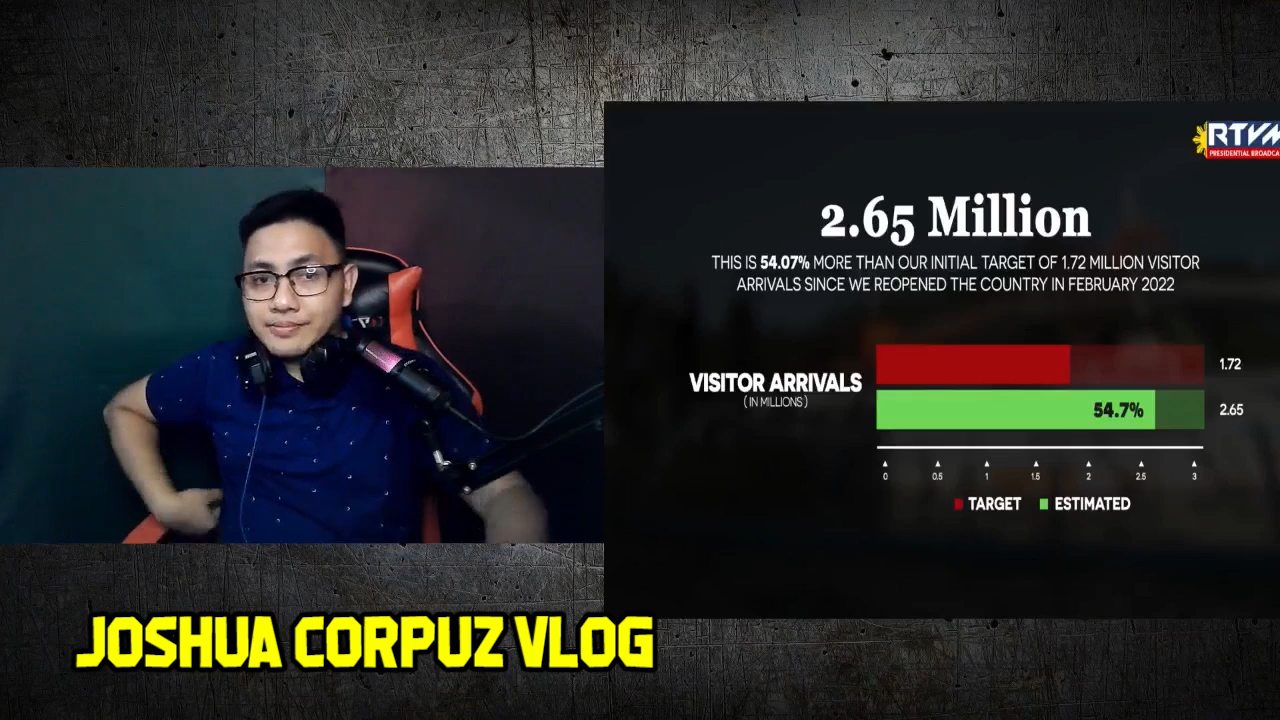 RTVM
PRESIDENTIAL BROADCA
2.65 Million
THIS IS 54.07% MORE THAN OUR INITIAL TARGET OF 1.72 MILLION VISITOR
ARRIVALS SINCE WE REOPENED THE COUNTRY IN FEBRUARY 2022
VISITOR ARRIVALS
(IN MILLIONS)
1.72
54.7%
2.65
0 0.5 1 1.5 2 2.5 3
TARGET ESTIMATED
JOSHUA CORPUZ VLOG